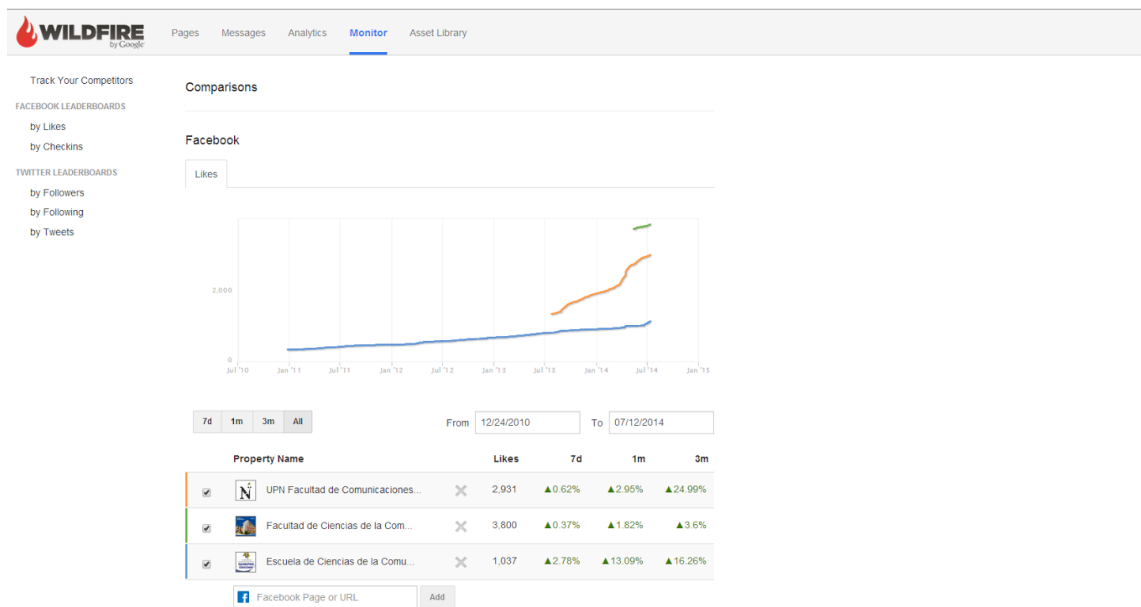 WILDFIRE
by Google
Pages Messages Analytics Monitor Asset Library
Track Your Competitors
FACEBOOK LEADERBOARDS
by Likes
by Checkins
TWITTER LEADERBOARDS
by Followers
by Following
by Tweets
Comparisons
Facebook
Likes
2,000
0
Jul '10 Jan '11 Jul '11 Jan '12 Jul '12 Jan '13 Jul '13 Jan '14 Jul '14 Jan '15
7d 1m 3m All From 12/24/2010 To 07/12/2014
Property Name Likes 7d 1m 3m
N UPN Facultad de Comunicaciones... 2,931 ▲0.62% ▲2.95% ▲24.99%
Facultad de Ciencias de la Com... 3,800 ▲0.37% ▲1.82% ▲3.6%
Escuela de Ciencias de la Comu... 1,037 ▲2.78% ▲13.09% ▲16.26%
f Facebook Page or URL Add